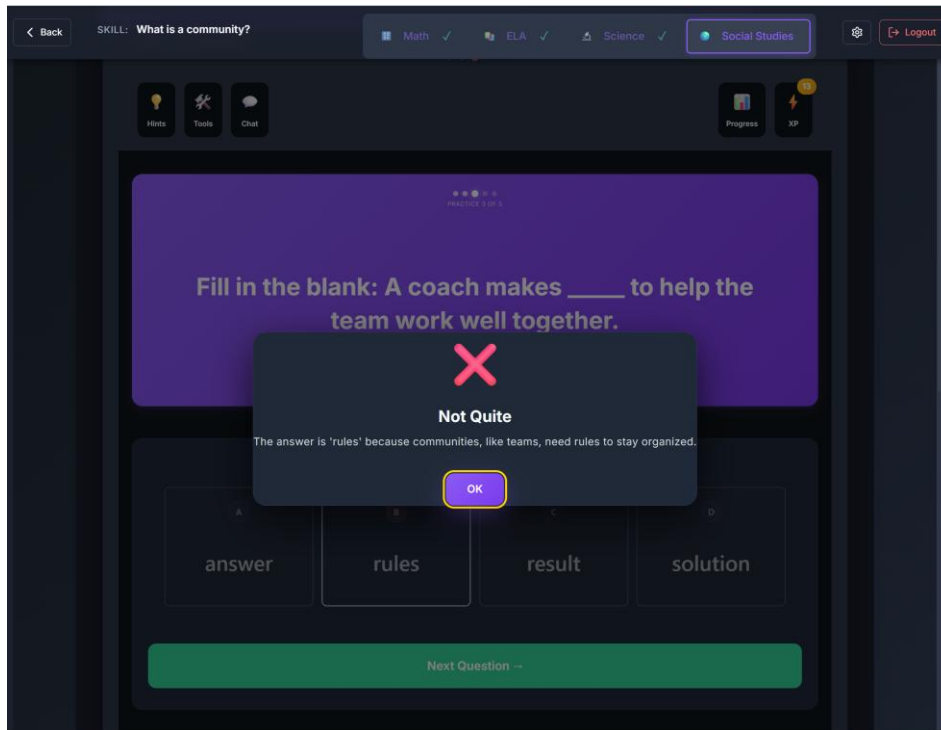 Back
SKILL: What is a community?
Math ✓
ELA ✓
Science ✓
Social Studies
Logout
Hints
Tools
Chat
Progress
13
XP
Fill in the blank: A coach makes _____ to help the
team work well together.
Not Quite
The answer is 'rules' because communities, like teams, need rules to stay organized.
OK
A
B
C
D
answer
rules
result
solution
Next Question →